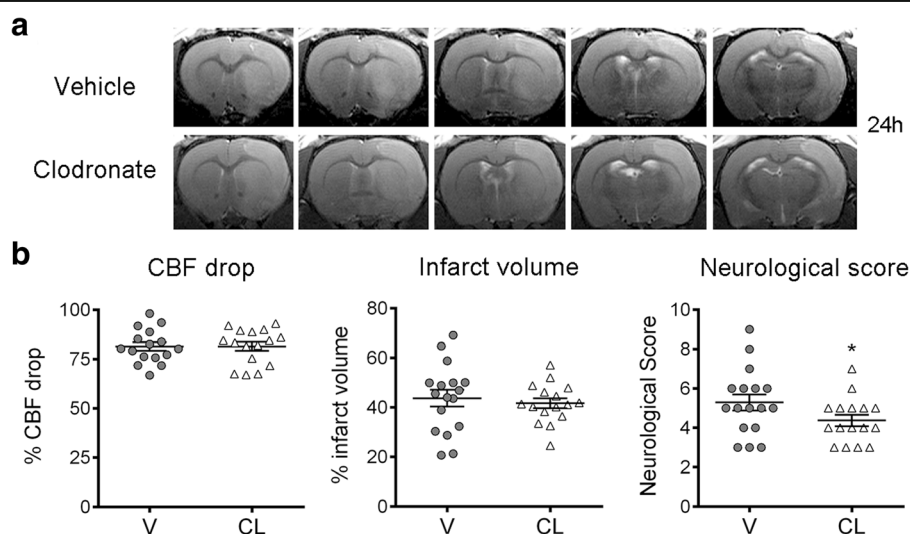 a
Vehicle
Clodronate
24h
b
CBF drop
% CBF drop
100
75
50
25
0
V CL
Infarct volume
% infarct volume
80
60
40
20
0
V CL
Neurological score
Neurological Score
10
8
6
4
2
0
*
V CL